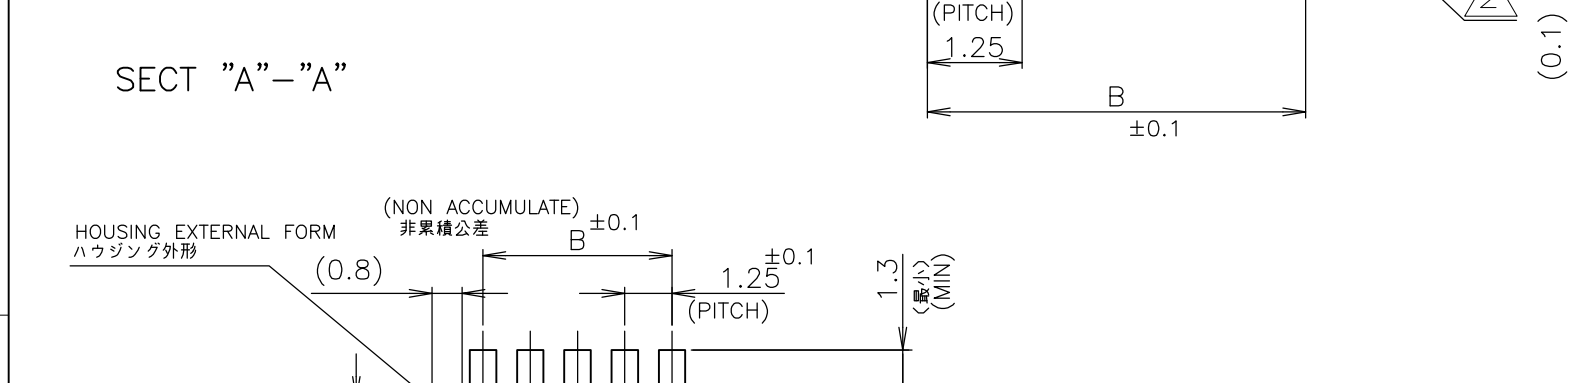 (PITCH)
1.25
2
(0.1)
SECT ”A”−”A”
B
±0.1
(NON ACCUMULATE)
非累積公差
B ±0.1
HOUSING EXTERNAL FORM
ハウジング外形
(0.8)
1.25 ±0.1
(PITCH)
1.3
(最小)
(MIN)